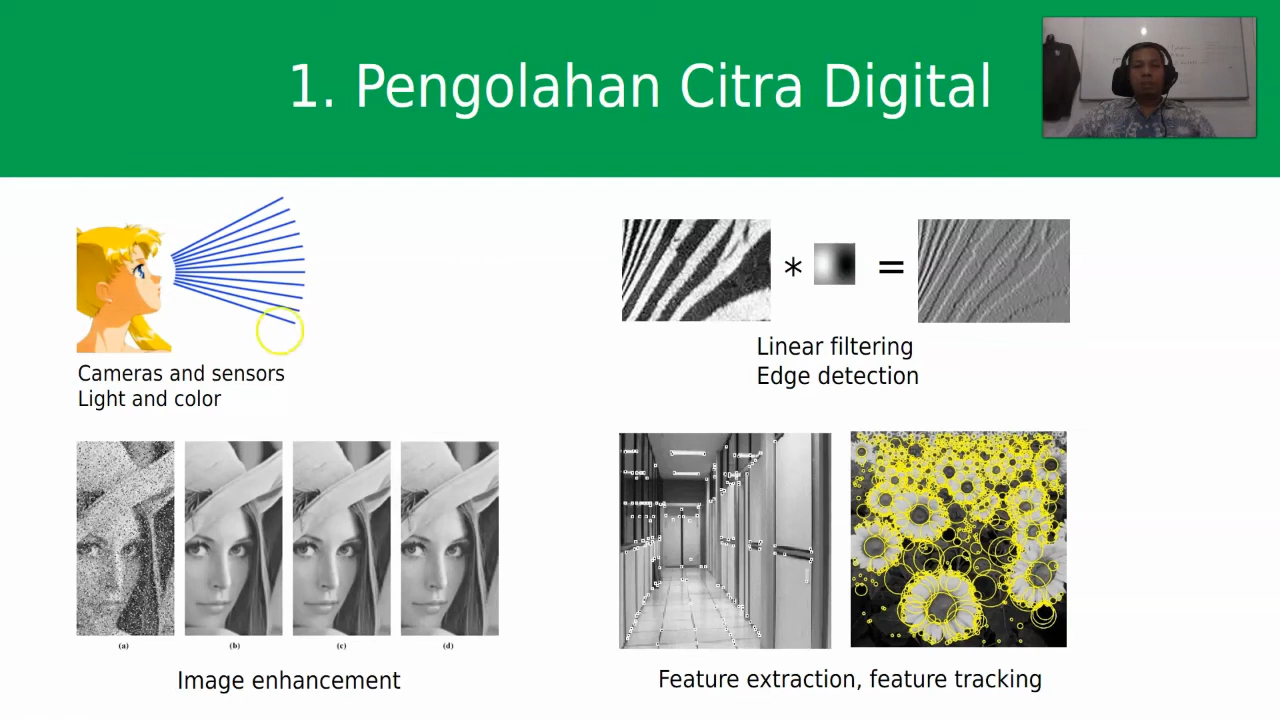 1. Pengolahan Citra Digital
Cameras and sensors
Light and color
* =
Linear filtering
Edge detection
(a) (b) (c) (d)
Image enhancement
Feature extraction, feature tracking